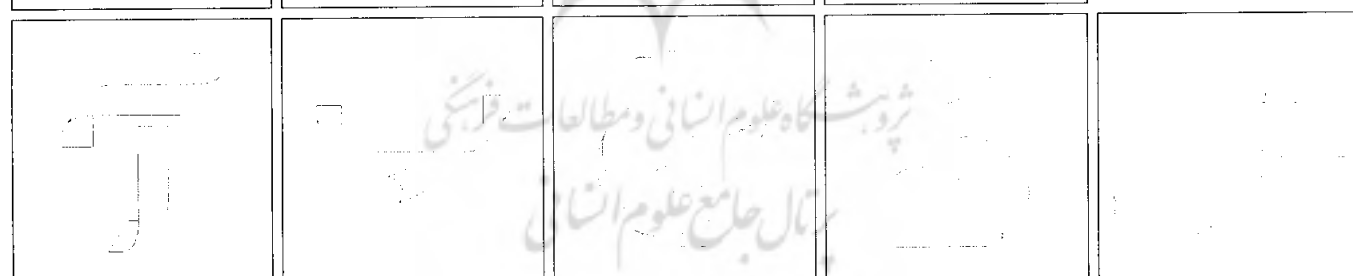 پژوهشگاه علوم انسانی و مطالعات فرهنگی
پرتال جامع علوم انسانی